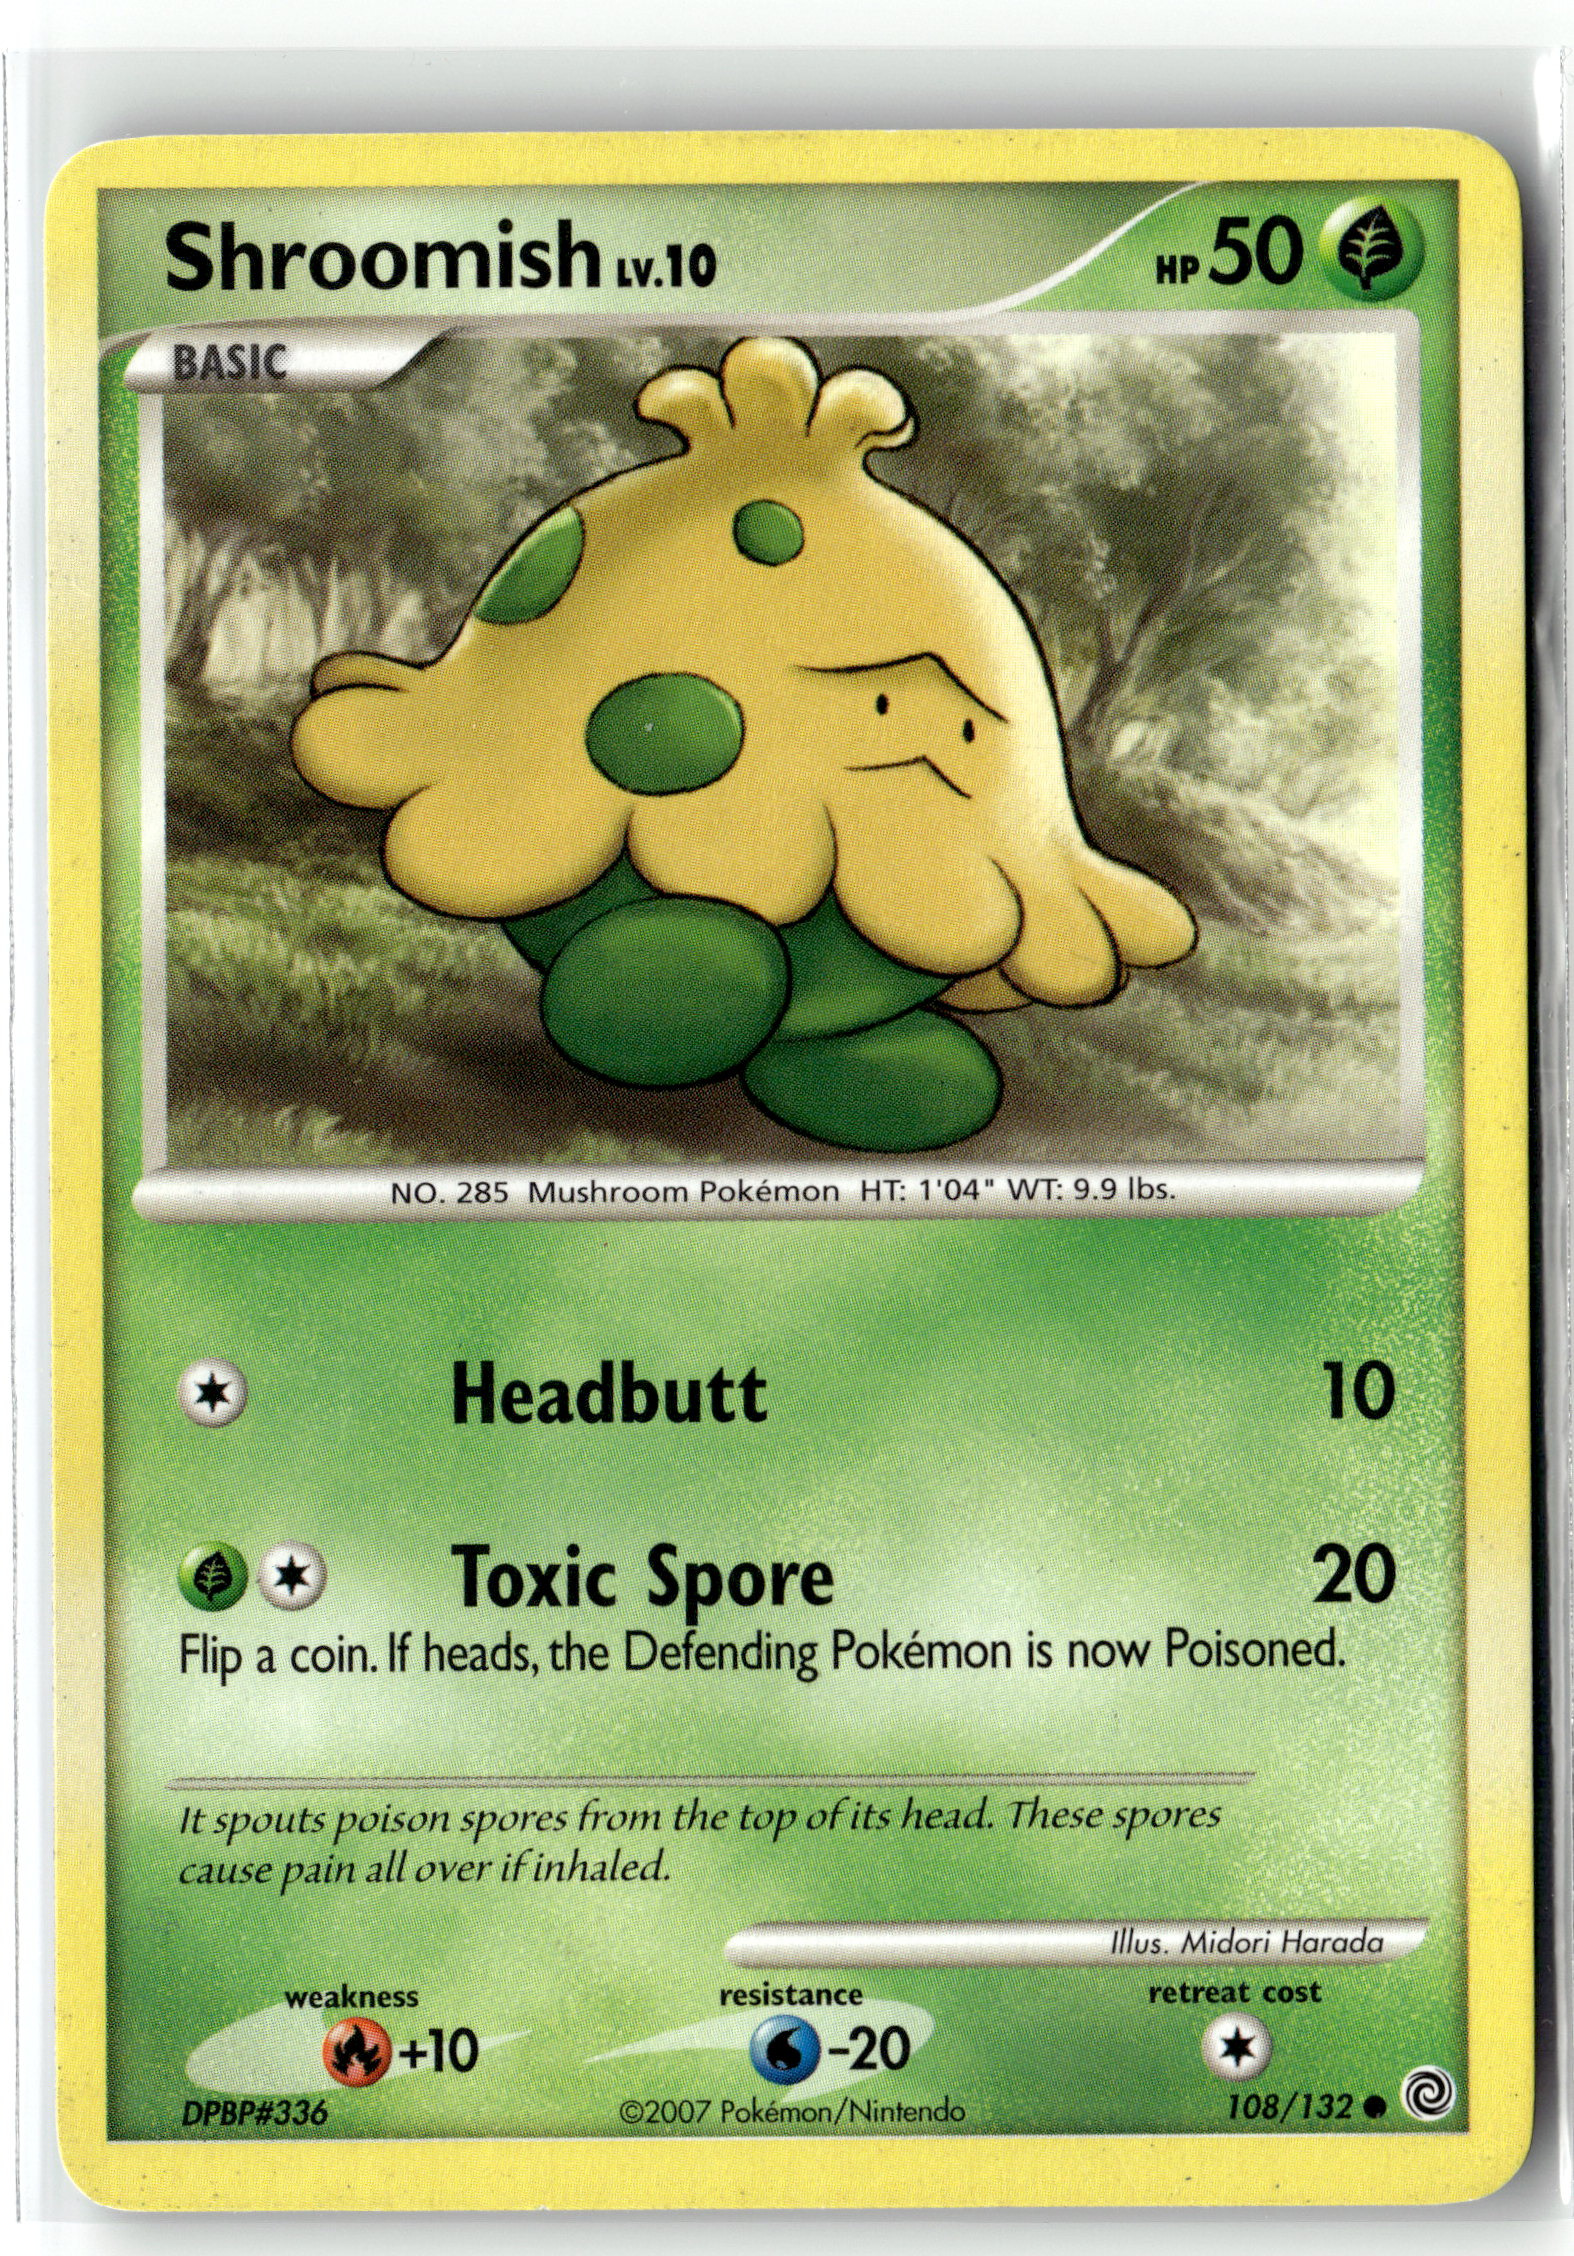 Shroomish LV.10
HP 50
BASIC
NO. 285 Mushroom Pokémon HT: 1'04" WT: 9.9 lbs.
Headbutt 10
Toxic Spore 20
Flip a coin. If heads, the Defending Pokémon is now Poisoned.
It spouts poison spores from the top of its head. These spores
cause pain all over if inhaled.
Illus. Midori Harada
weakness resistance retreat cost
+10 -20
DPBP#336 ©2007 Pokémon/Nintendo 108/132